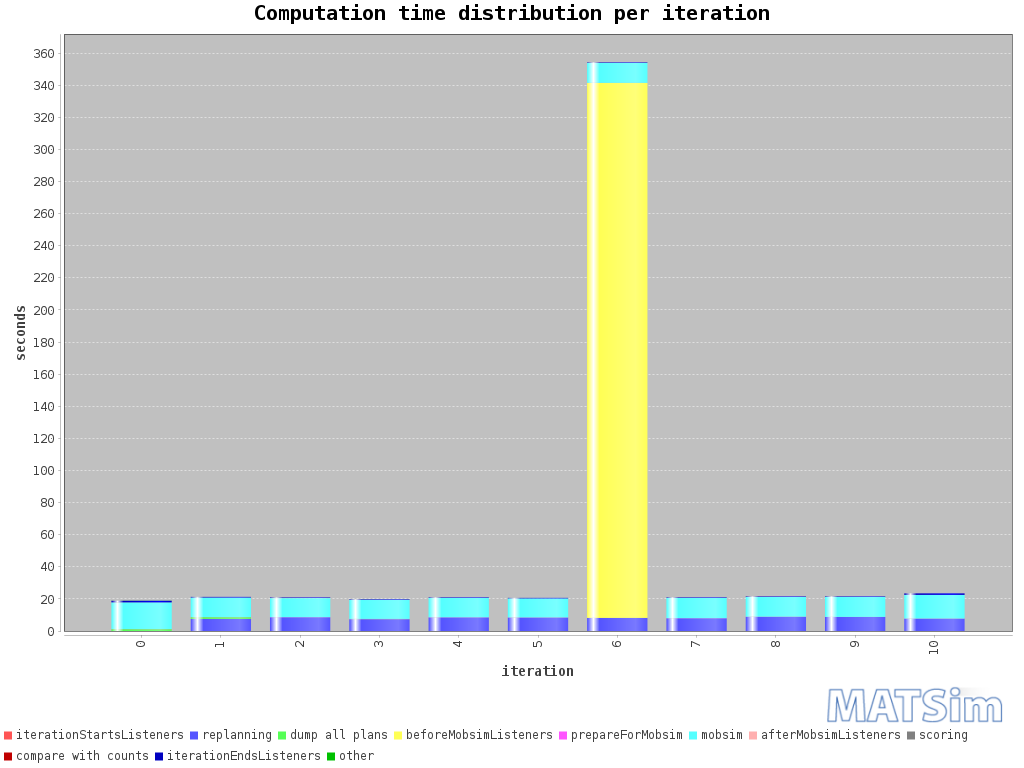 Computation time distribution per iteration
360
340
320
300
280
260
240
220
200
180
160
140
120
100
80
60
40
20
0
seconds
0 1 2 3 4 5 6 7 8 9 10
iteration
MATSim
iterationStartsListeners replanning dump all plans beforeMobsimListeners prepareForMobsim mobsim afterMobsimListeners scoring
compare with counts iterationEndsListeners other